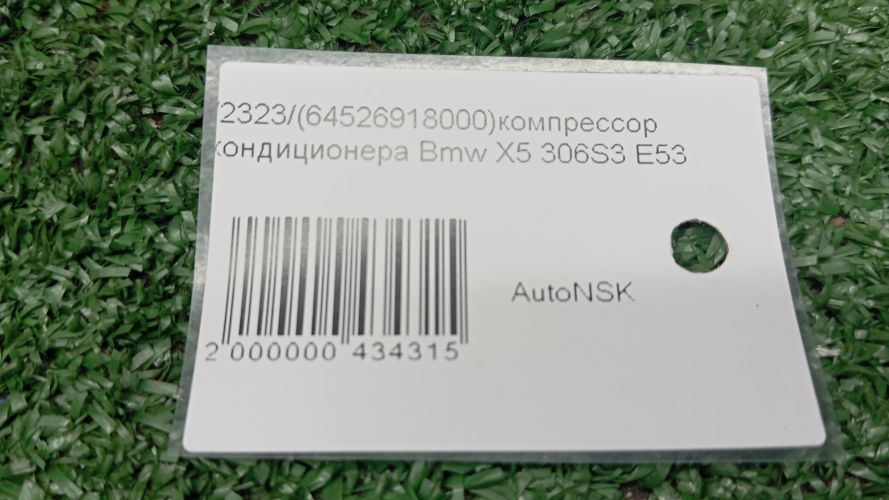 /2323/(64526918000)компрессор
кондиционера Bmw X5 306S3 E53
AutoNSK
2 000000 434315